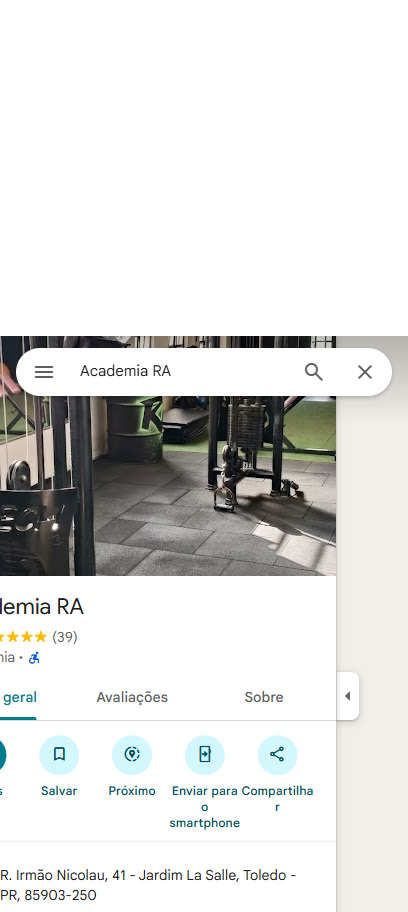 Academia RA
demia RA
(39)
nia •
geral
Avaliações
Sobre
s
Salvar
Próximo
Enviar para o smartphone
Compartilhar
R. Irmão Nicolau, 41 - Jardim La Salle, Toledo -
PR, 85903-250